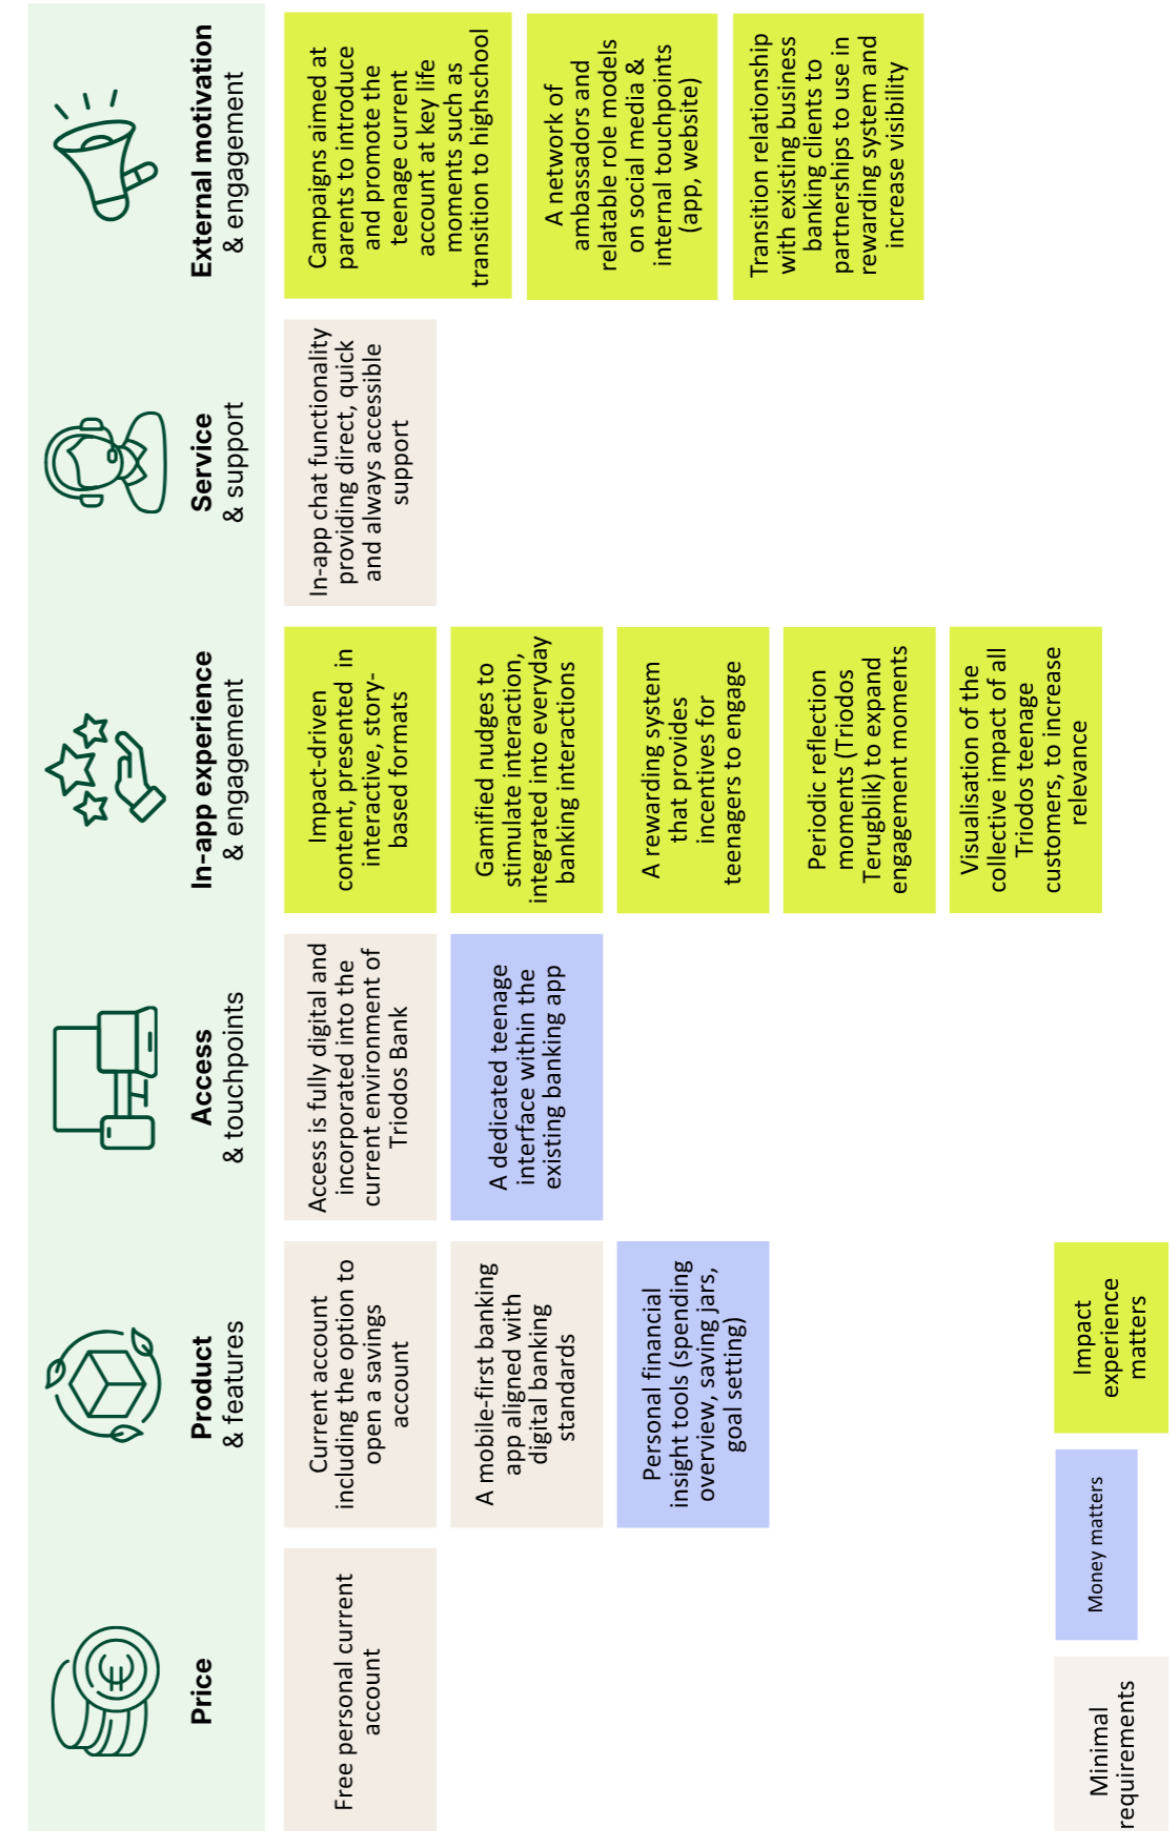 Price
Free personal current
account
Product
& features
Current account
including the option to
open a savings
account
A mobile-first banking
app aligned with
digital banking
standards
Personal financial
insight tools (spending
overview, saving jars,
goal setting)
Access
& touchpoints
Access is fully digital and
incorporated into the
current environment of
Triodos Bank
A dedicated teenage
interface within the
existing banking app
In-app experience
& engagement
Impact-driven
content, presented in
interactive, story-
based formats
Gamified nudges to
stimulate interaction,
integrated into everyday
banking interactions
A rewarding system
that provides
incentives for
teenagers to engage
Periodic reflection
moments (Triodos
Terugblik) to expand
engagement moments
Visualisation of the
collective impact of all
Triodos teenage
customers, to increase
relevance
Service
& support
In-app chat functionality
providing direct, quick
and always accessible
support
External motivation
& engagement
Campaigns aimed at
parents to introduce
and promote the
teenage current
account at key life
moments such as
transition to highschool
A network of
ambassadors and
relatable role models
on social media &
internal touchpoints
(app, website)
Transition relationship
with existing business
banking clients to
partnerships to use in
rewarding system and
increase visibility
Minimal
requirements
Money matters
Impact
experience
matters